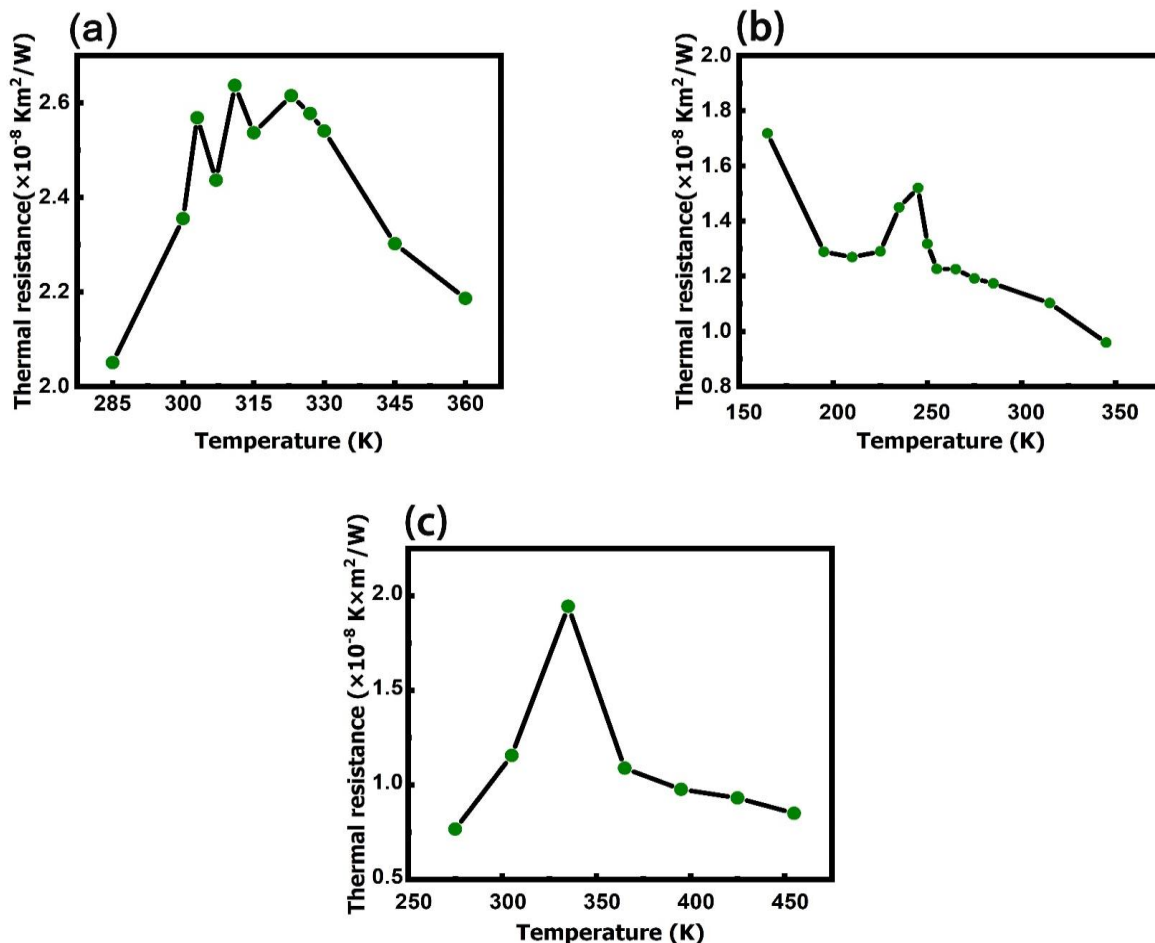 (a)
Thermal resistance(×10⁻⁸ Km²/W)
2.6
2.4
2.2
2.0
285 300 315 330 345 360
Temperature (K)
(b)
Thermal resistance(×10⁻⁸ Km²/W)
2.0
1.8
1.6
1.4
1.2
1.0
0.8
150 200 250 300 350
Temperature (K)
(c)
Thermal resistance (×10⁻⁸ K×m²/W)
2.0
1.5
1.0
0.5
250 300 350 400 450
Temperature (K)